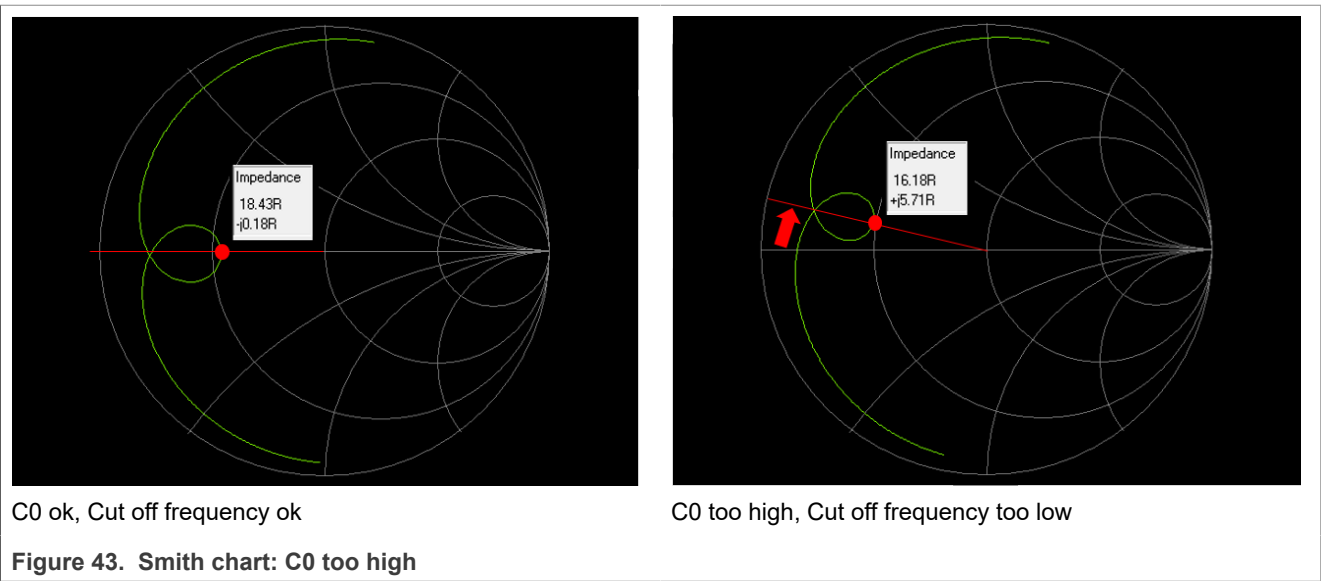 Impedance
18.43R
-j0.18R
Impedance
16.18R
+j5.71R
C0 ok, Cut off frequency ok
C0 too high, Cut off frequency too low
Figure 43. Smith chart: C0 too high